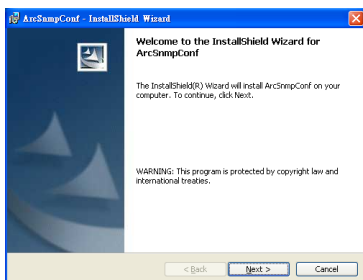 ArcSnmpConf - InstallShield Wizard
Welcome to the InstallShield Wizard for
ArcSnmpConf
The InstallShield(R) Wizard will install ArcSnmpConf on your
computer. To continue, click Next.
WARNING: This program is protected by copyright law and
international treaties.
< Back
Next >
Cancel